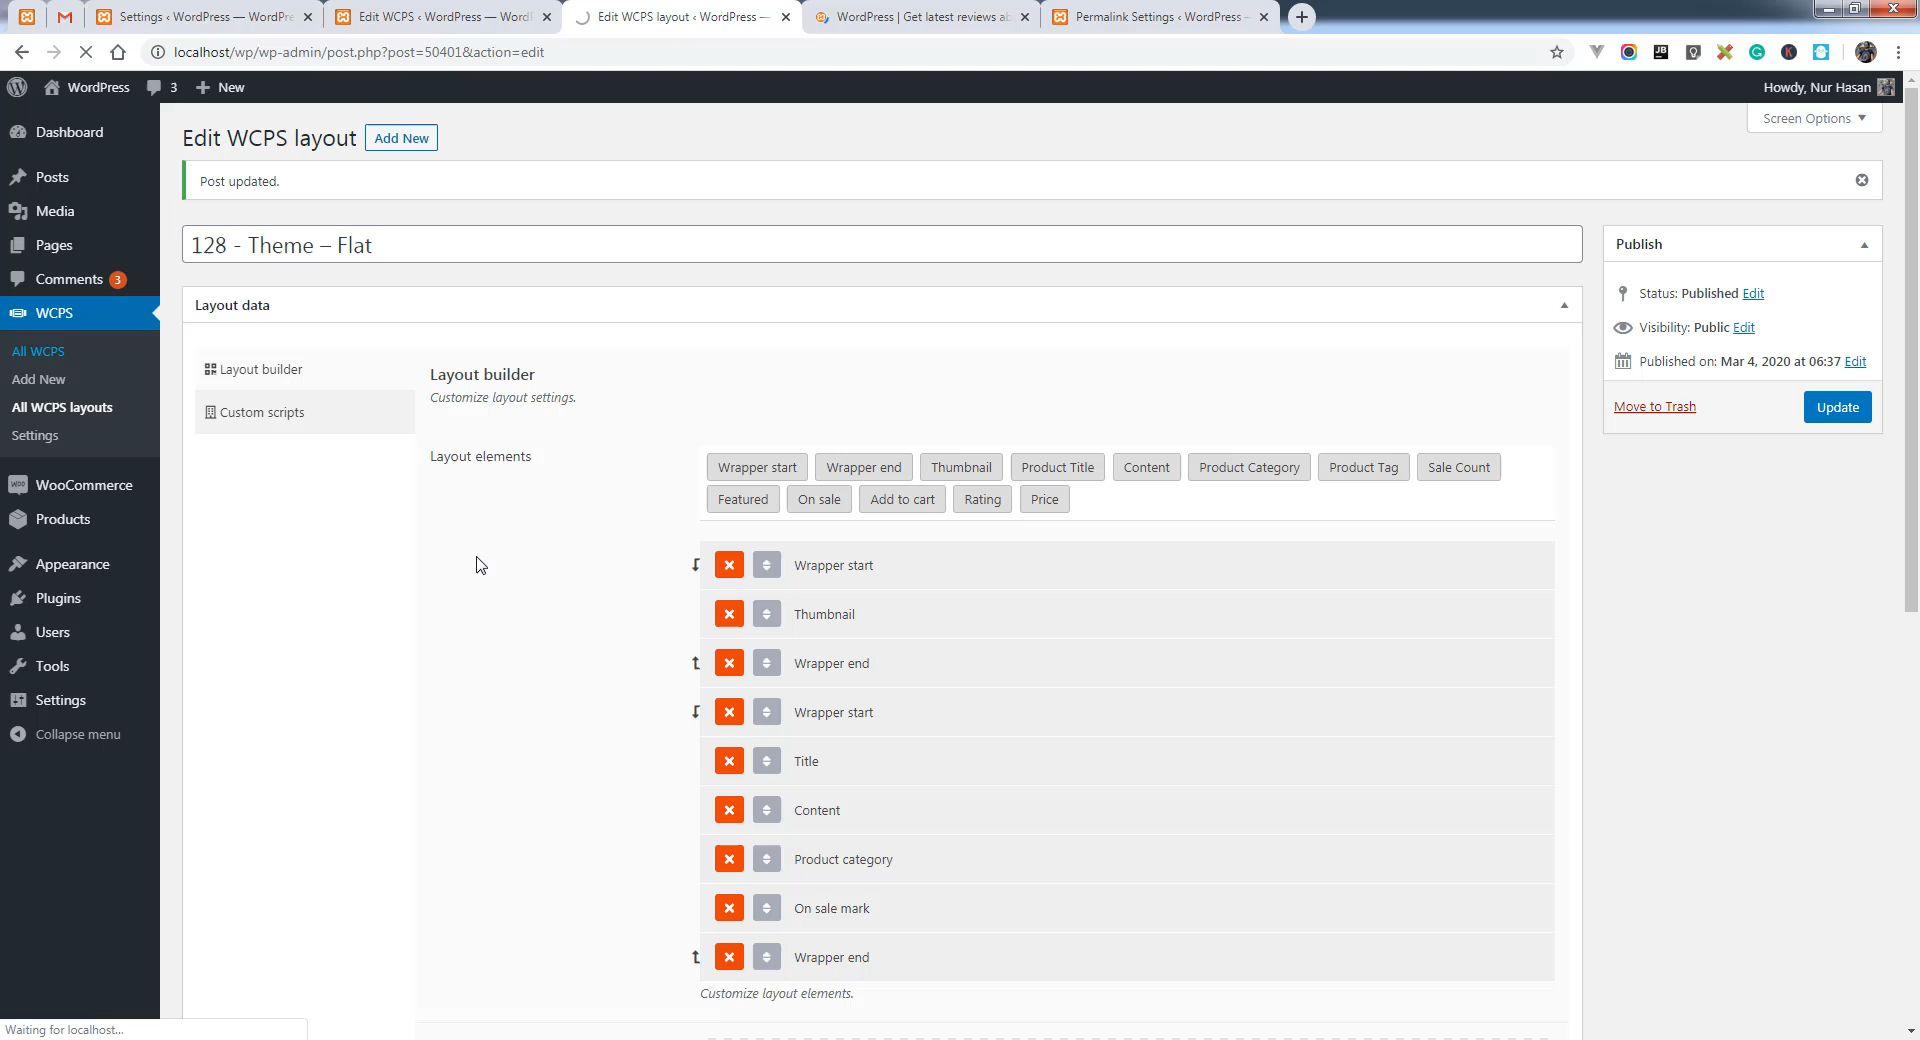 Settings ‹ WordPress — WordPre
Edit WCPS ‹ WordPress — Word
Edit WCPS layout ‹ WordPress —
WordPress | Get latest reviews ab
Permalink Settings ‹ WordPress –
localhost/wp/wp-admin/post.php?post=50401&action=edit
WordPress
3
New
Howdy, Nur Hasan
Screen Options
Dashboard
Posts
Media
Pages
Comments 3
WCPS
All WCPS
Add New
All WCPS layouts
Settings
WooCommerce
Products
Appearance
Plugins
Users
Tools
Settings
Collapse menu
Edit WCPS layout
Add New
Post updated.
128 - Theme – Flat
Layout data
Layout builder
Custom scripts
Layout builder
Customize layout settings.
Layout elements
Wrapper start Wrapper end Thumbnail Product Title Content Product Category Product Tag Sale Count
Featured On sale Add to cart Rating Price
Wrapper start
Thumbnail
Wrapper end
Wrapper start
Title
Content
Product category
On sale mark
Wrapper end
Customize layout elements.
Publish
Status: Published Edit
Visibility: Public Edit
Published on: Mar 4, 2020 at 06:37 Edit
Move to Trash
Update
Waiting for localhost...